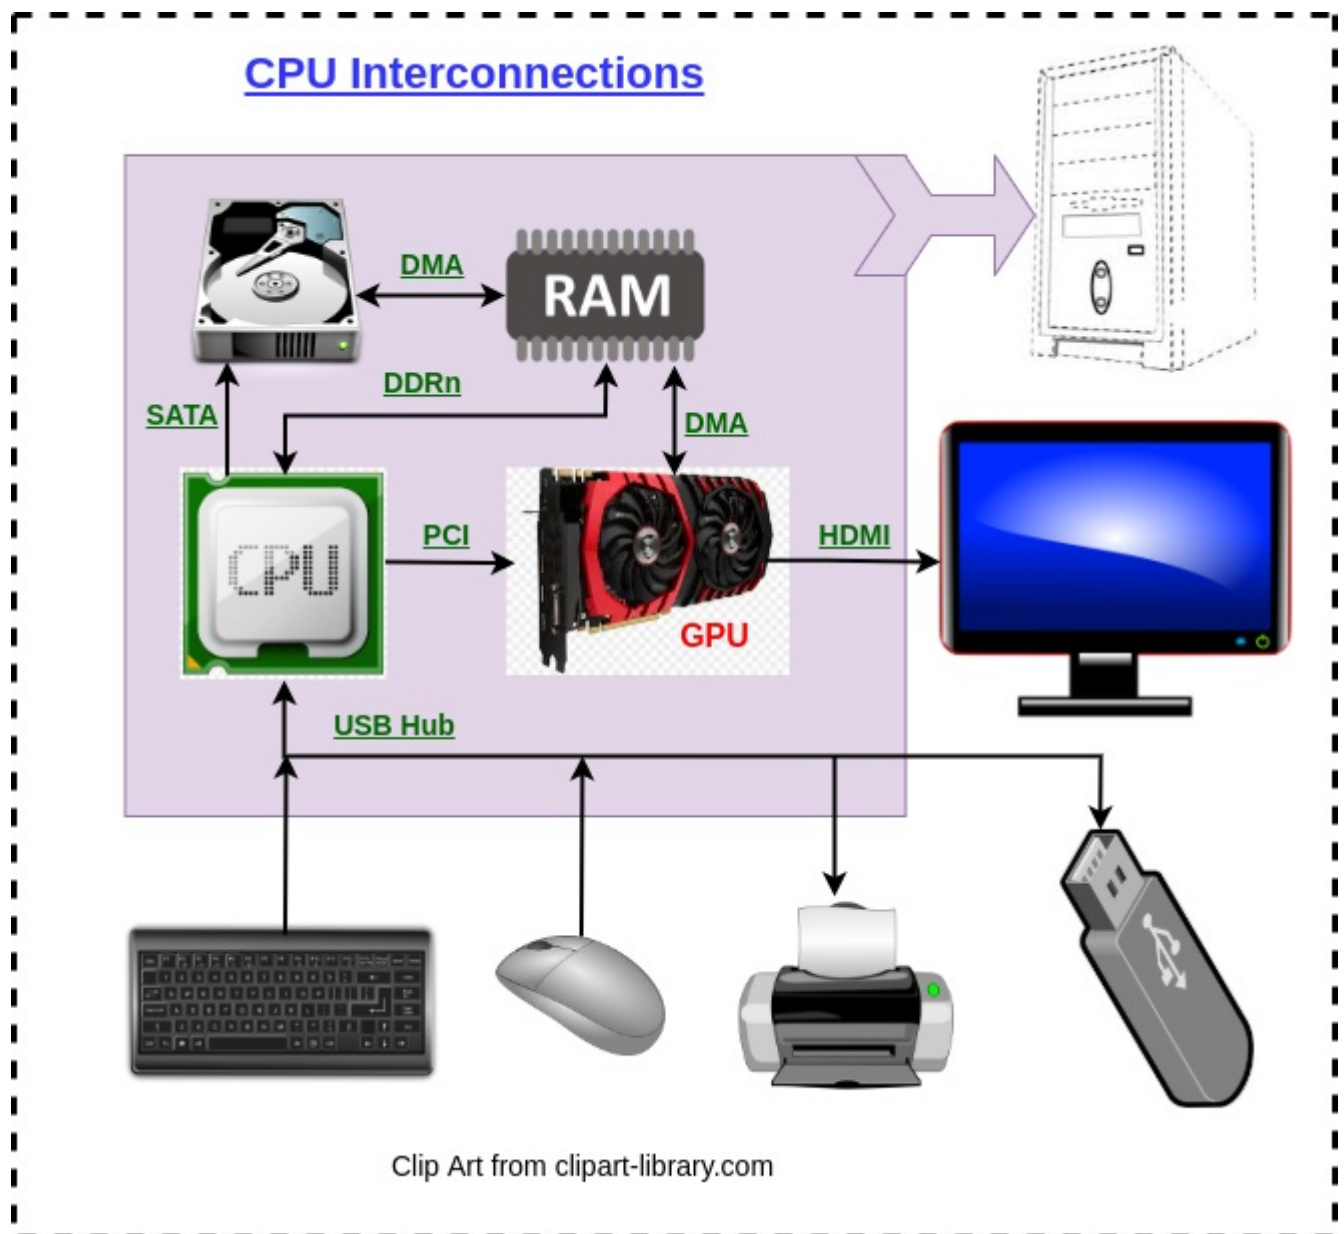 CPU Interconnections
DMA
RAM
DDRn
SATA
DMA
CPU
PCI
HDMI
GPU
USB Hub
Clip Art from clipart-library.com